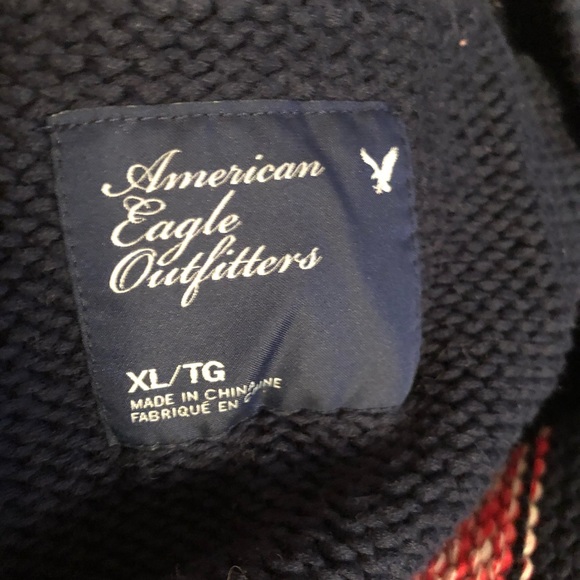 American
Eagle
Outfitters
XL/TG
MADE IN CHINA
FABRIQUÉ EN CHINE